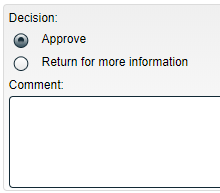 Decision:
Approve
Return for more information
Comment: